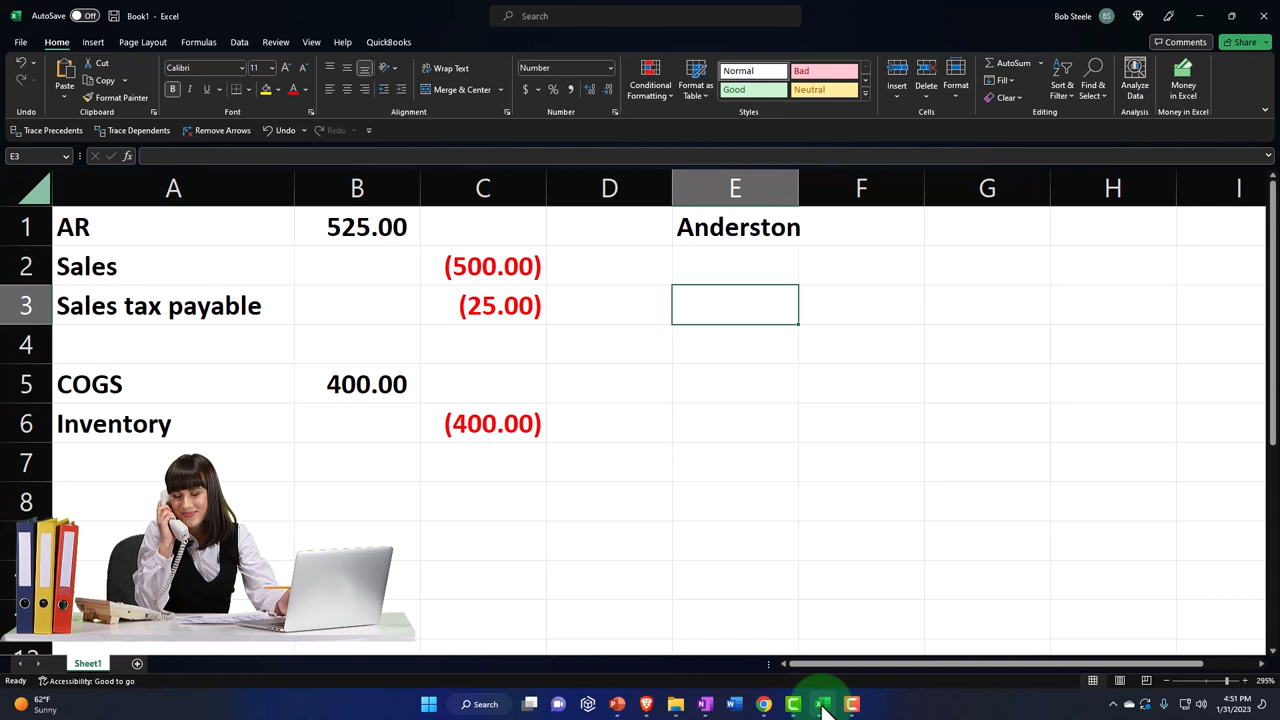 AutoSave Off Book1 - Excel Search Bob Steele BS
File Home Insert Page Layout Formulas Data Review View Help QuickBooks Comments Share
Paste Cut Copy Format Painter Calibri 11 Wrap Text Merge & Center Number Conditional Formatting Format as Table Normal Bad Good Neutral Insert Delete Format AutoSum Fill Clear Sort & Filter Find & Select Analyze Data Money in Excel
Undo Clipboard Font Alignment Number Styles Cells Editing Analysis Money in Excel
Trace Precedents Trace Dependents Remove Arrows Undo Redo
E3 fx
A B C D E F G H I
1 AR 525.00 Anderston
2 Sales (500.00)
3 Sales tax payable (25.00)
4
5 COGS 400.00
6 Inventory (400.00)
7
8
Sheet1
Ready Accessibility: Good to go 295%
62°F Sunny Search 4:51 PM 1/31/2023